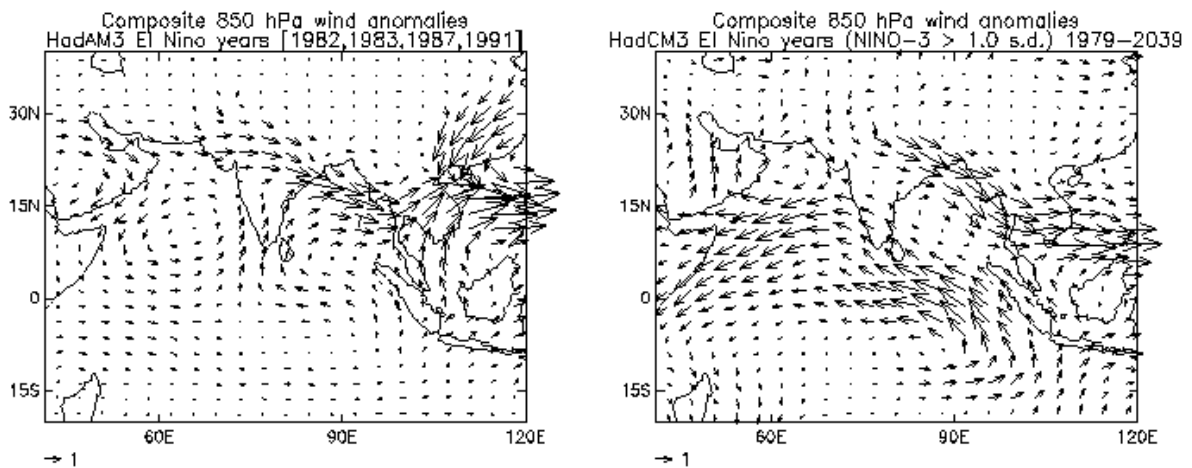 Composite 850 hPa wind anomalies
HadAM3 El Nino years [1982,1983,1987,1991]
30N
15N
0
15S
60E
90E
120E
1
Composite 850 hPa wind anomalies
HadCM3 El Nino years (NINO-3 > 1.0 s.d.) 1979-2039
30N
15N
0
15S
60E
90E
120E
1